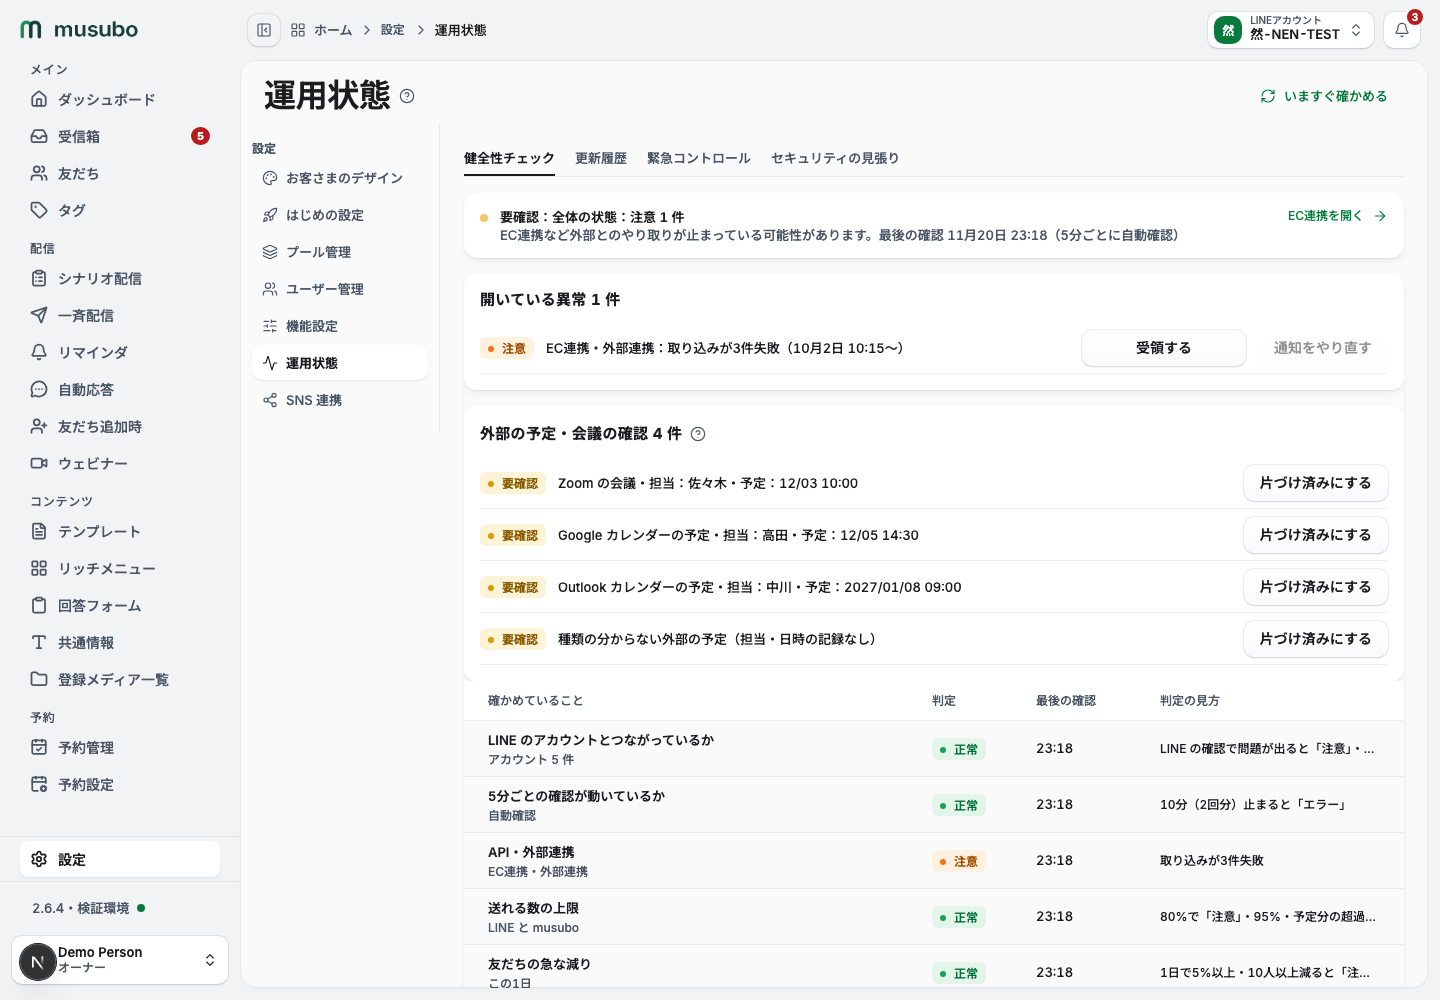 musubo
メイン
ダッシュボード
受信箱 5
友だち
タグ
配信
シナリオ配信
一斉配信
リマインダ
自動応答
友だち追加時
ウェビナー
コンテンツ
テンプレート
リッチメニュー
回答フォーム
共通情報
登録メディア一覧
予約
予約管理
予約設定
設定
2.6.4・検証環境
N
Demo Person
オーナー
ホーム > 設定 > 運用状態
然
LINEアカウント
然-NEN-TEST
3
運用状態
いますぐ確かめる
設定
お客さまのデザイン
はじめの設定
プール管理
ユーザー管理
機能設定
運用状態
SNS 連携
健全性チェック 更新履歴 緊急コントロール セキュリティの見張り
要確認：全体の状態：注意 1 件
EC連携を開く →
EC連携など外部とのやり取りが止まっている可能性があります。最後の確認 11月20日 23:18（5分ごとに自動確認）
開いている異常 1 件
注意 EC連携・外部連携：取り込みが3件失敗（10月2日 10:15〜） 受領する 通知をやり直す
外部の予定・会議の確認 4 件
要確認 Zoom の会議・担当：佐々木・予定：12/03 10:00 片づけ済みにする
要確認 Google カレンダーの予定・担当：高田・予定：12/05 14:30 片づけ済みにする
要確認 Outlook カレンダーの予定・担当：中川・予定：2027/01/08 09:00 片づけ済みにする
要確認 種類の分からない外部の予定（担当・日時の記録なし） 片づけ済みにする
確かめていること 判定 最後の確認 判定の見方
LINE のアカウントとつながっているか
アカウント 5 件
正常 23:18 LINE の確認で問題が出ると「注意」・...
5分ごとの確認が動いているか
自動確認
正常 23:18 10分（2回分）止まると「エラー」
API・外部連携
EC連携・外部連携
注意 23:18 取り込みが3件失敗
送れる数の上限
LINE と musubo
正常 23:18 80%で「注意」・95%・予定分の超過...
友だちの急な減り
この1日
正常 23:18 1日で5%以上・10人以上減ると「注...